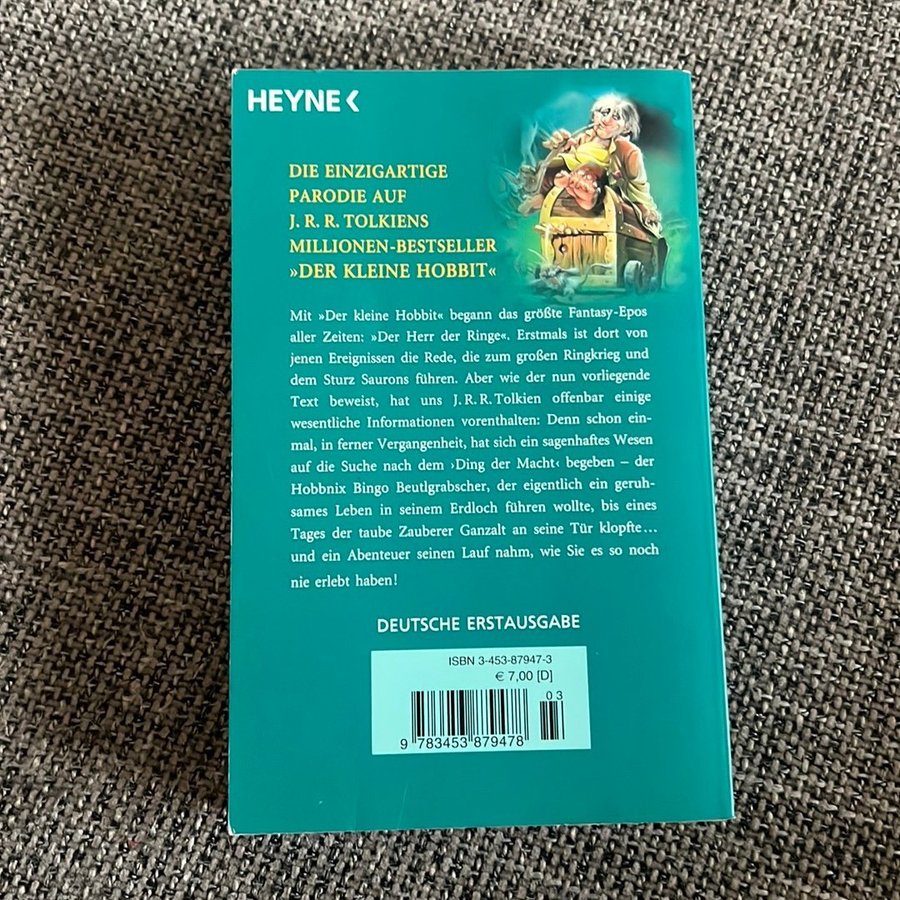 HEYNE<
DIE EINZIGARTIGE
PARODIE AUF
J. R. R. TOLKIENS
MILLIONEN-BESTSELLER
»DER KLEINE HOBBIT«
Mit »Der kleine Hobbit« begann das größte Fantasy-Epos
aller Zeiten: »Der Herr der Ringe«. Erstmals ist dort von
jenen Ereignissen die Rede, die zum großen Ringkrieg und
dem Sturz Saurons führen. Aber wie der nun vorliegende
Text beweist, hat uns J. R. R. Tolkien offenbar einige
wesentliche Informationen vorenthalten: Denn schon ein-
mal, in ferner Vergangenheit, hat sich ein sagenhaftes Wesen
auf die Suche nach dem ›Ding der Macht‹ begeben – der
Hobbnix Bingo Beutlgrabscher, der eigentlich ein geruh-
sames Leben in seinem Erdloch führen wollte, bis eines
Tages der taube Zauberer Ganzalt an seine Tür klopfte...
und ein Abenteuer seinen Lauf nahm, wie Sie es so noch
nie erlebt haben!
DEUTSCHE ERSTAUSGABE
ISBN 3-453-87947-3
€ 7,00 [D]
03
9 783453 879478